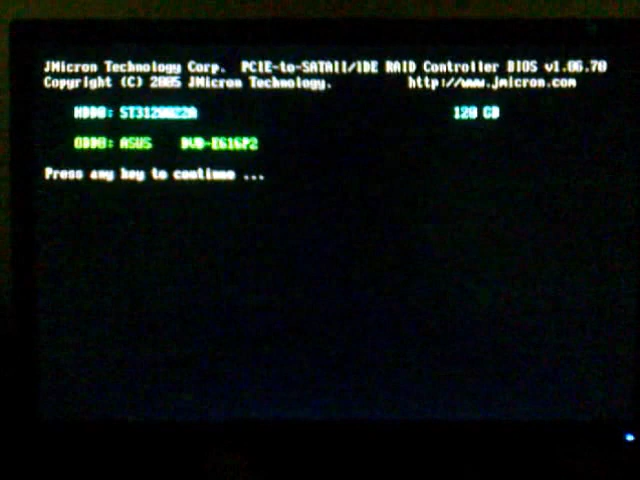 JMicron Technology Corp. PCIE-to-SATAII/IDE RAID Controller BIOS v1.06.70
Copyright (C) 2005 JMicron Technology. http://www.jmicron.com
HDD0: ST3120022A 120 GB
ODD0: ASUS DVD-E616P2
Press any key to continue ...